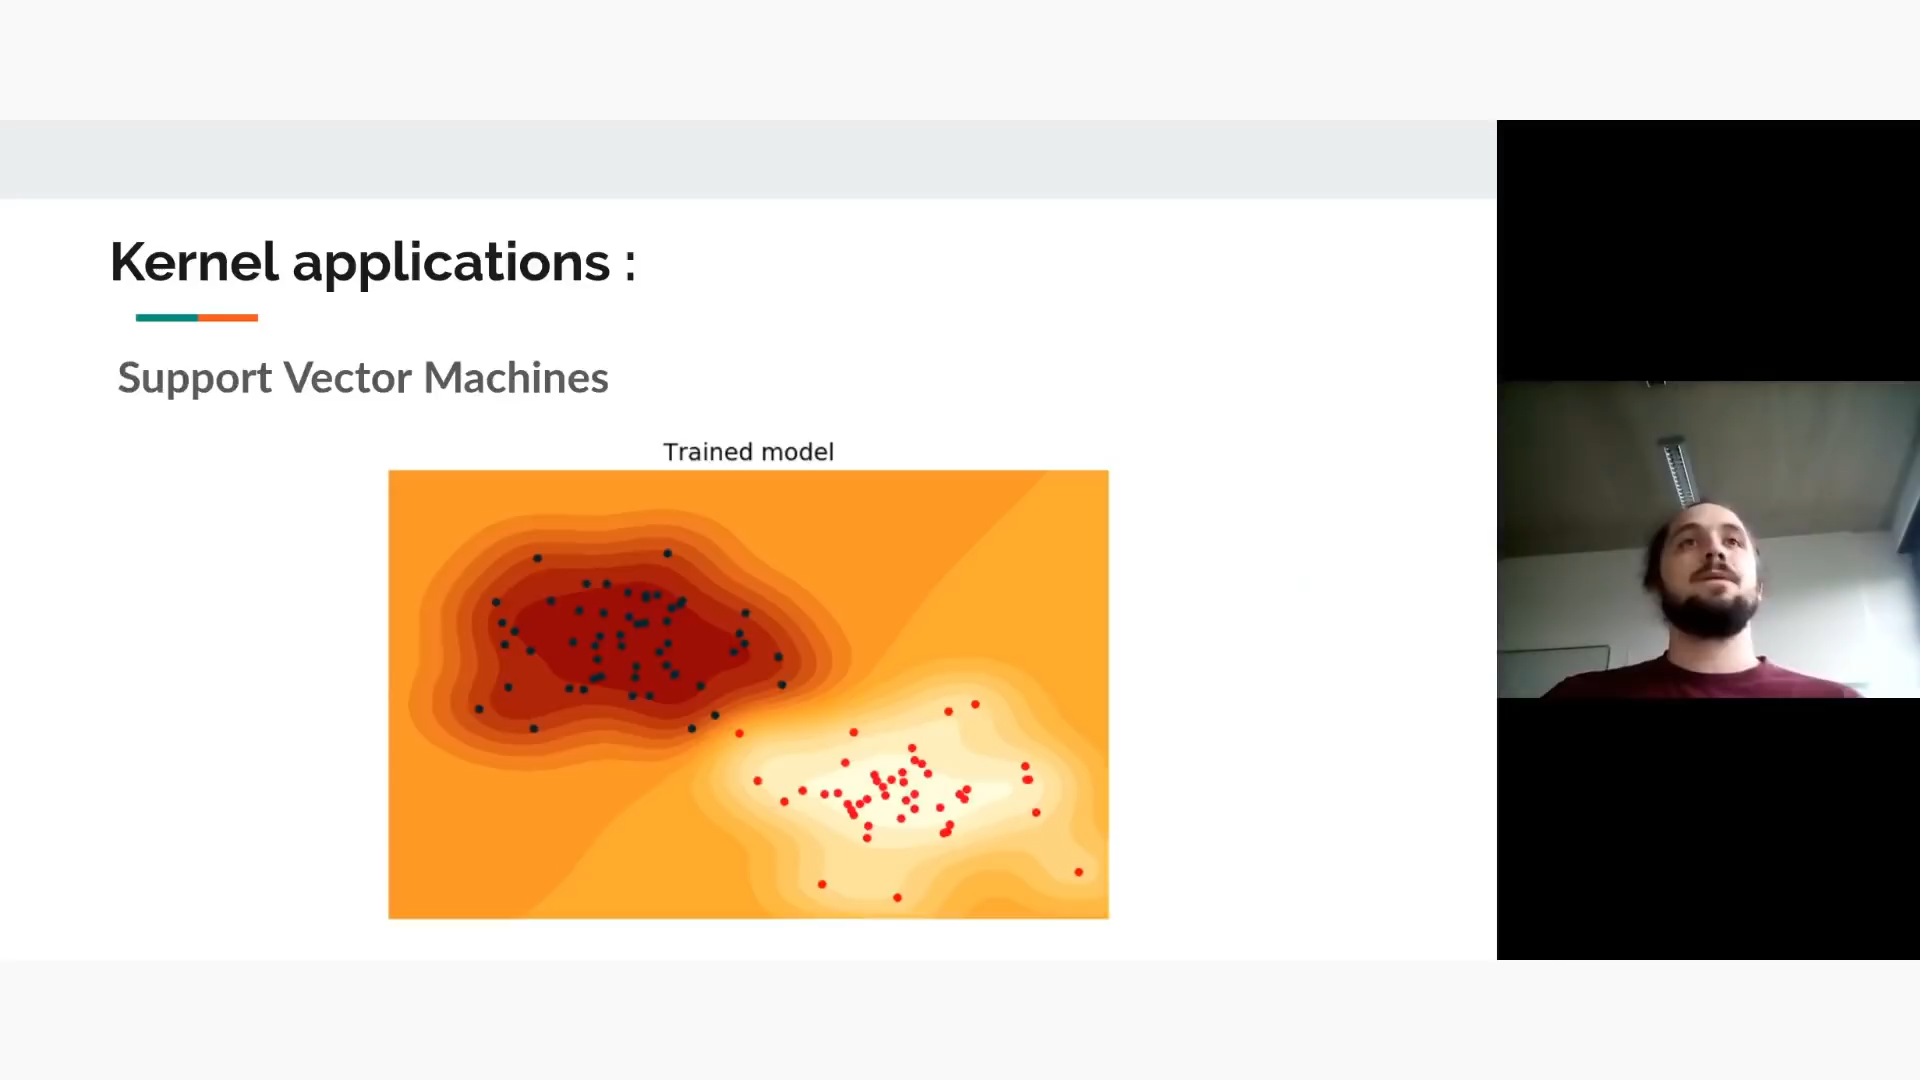 Kernel applications :
Support Vector Machines
Trained model